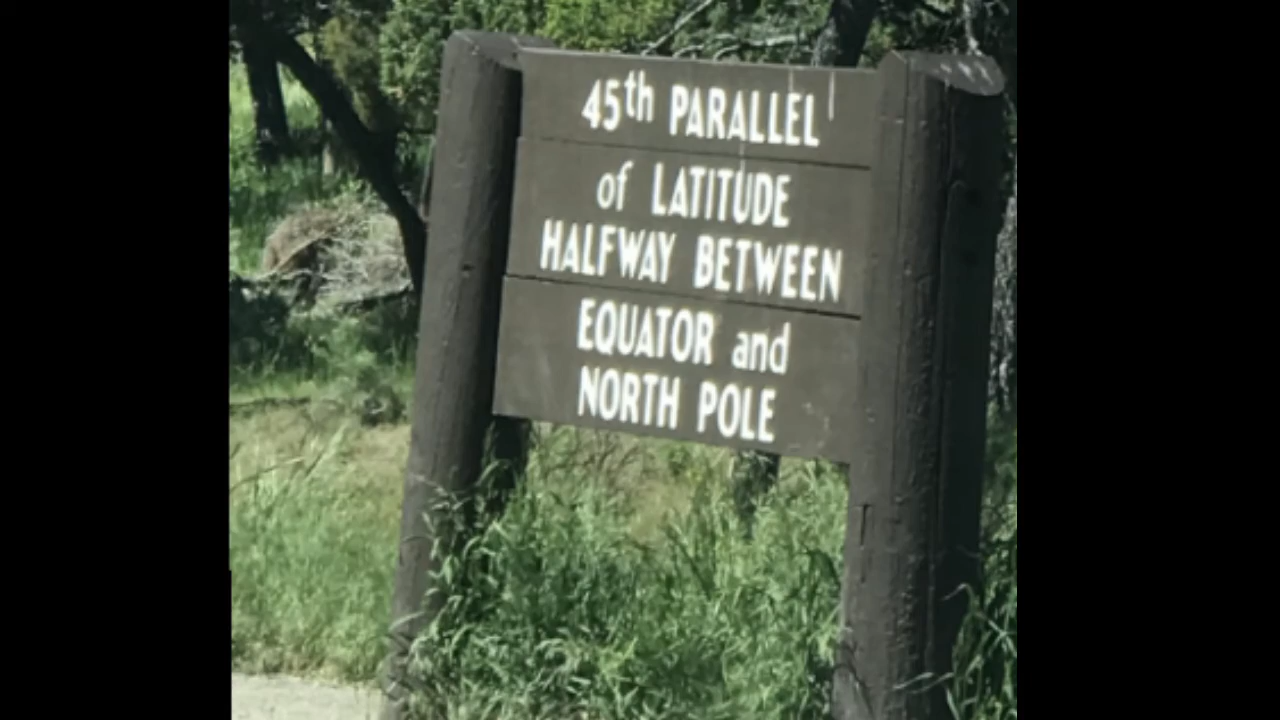 45th PARALLEL
of LATITUDE
HALFWAY BETWEEN
EQUATOR and
NORTH POLE